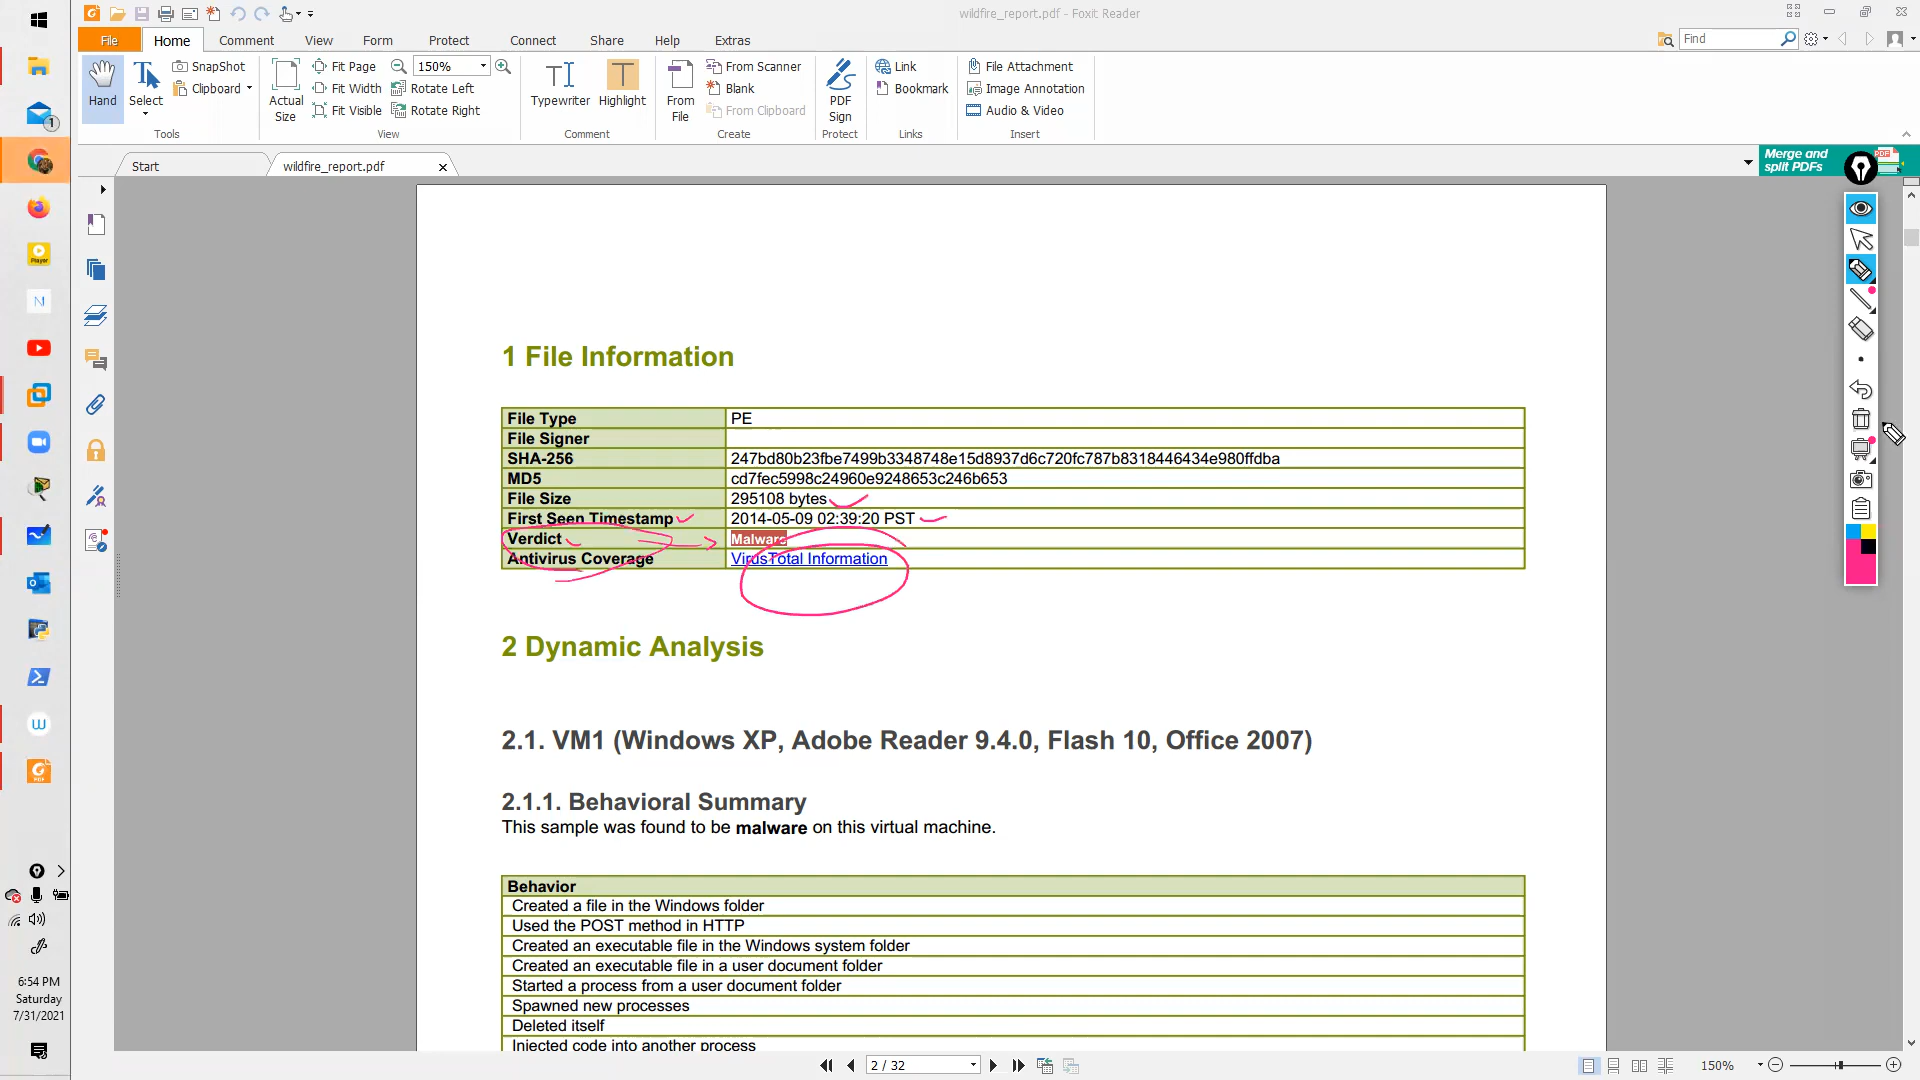 wildfire_report.pdf - Foxit Reader
File Home Comment View Form Protect Connect Share Help Extras
Find
Hand
Select
SnapShot
Clipboard
Tools
Actual Size
Fit Page
Fit Width
Fit Visible
150%
Rotate Left
Rotate Right
View
Typewriter
Highlight
Comment
From File
From Scanner
Blank
From Clipboard
Create
PDF Sign
Protect
Link
Bookmark
Links
File Attachment
Image Annotation
Audio & Video
Insert
Start
wildfire_report.pdf
Merge and
split PDFs
PDF
1 File Information
File Type PE
File Signer
SHA-256 247bd80b23fbe7499b3348748e15d8937d6c720fc787b8318446434e980ffdba
MD5 cd7fec5998c24960e9248653c246b653
File Size 295108 bytes
First Seen Timestamp 2014-05-09 02:39:20 PST
Verdict Malware
Antivirus Coverage VirusTotal Information
2 Dynamic Analysis
2.1. VM1 (Windows XP, Adobe Reader 9.4.0, Flash 10, Office 2007)
2.1.1. Behavioral Summary
This sample was found to be malware on this virtual machine.
Behavior
Created a file in the Windows folder
Used the POST method in HTTP
Created an executable file in the Windows system folder
Created an executable file in a user document folder
Started a process from a user document folder
Spawned new processes
Deleted itself
Injected code into another process
2 / 32
150%
1
N
W
6:54 PM
Saturday
7/31/2021